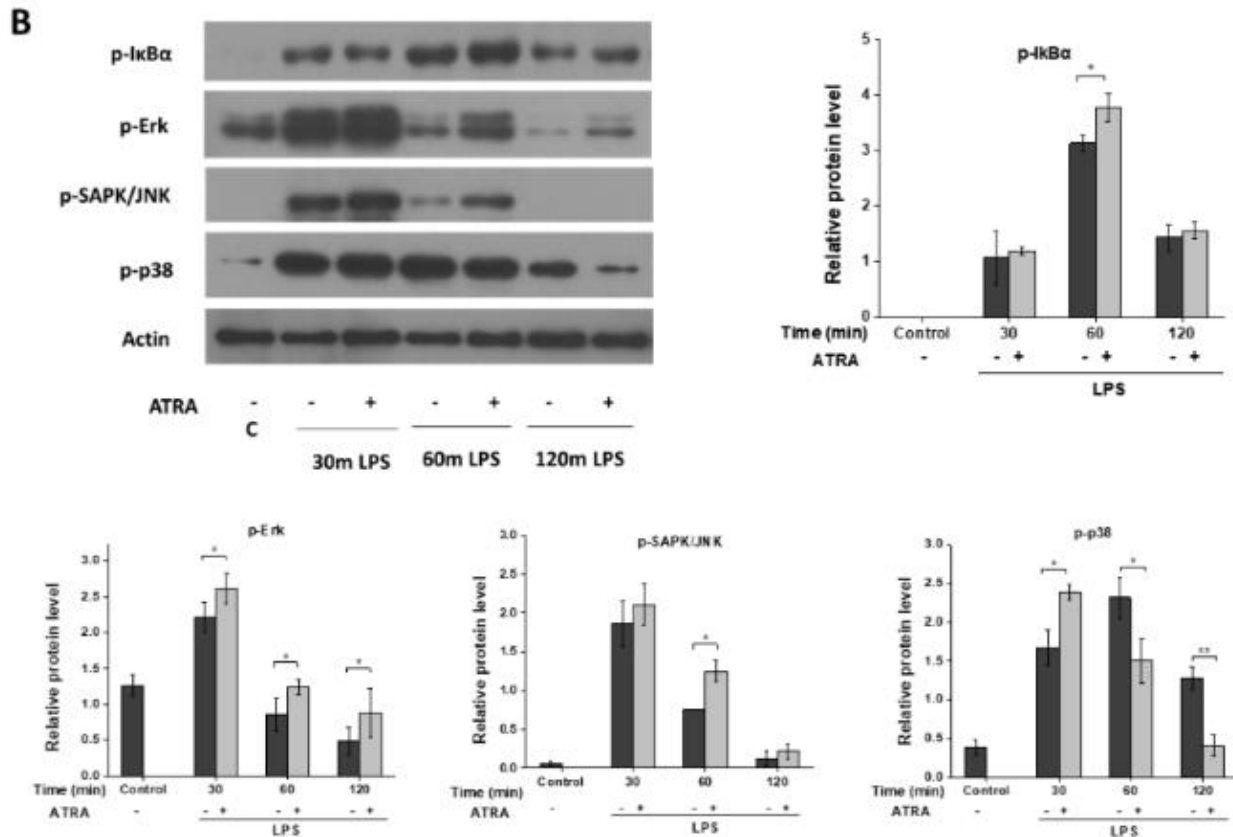 B
p-IκBα
p-Erk
p-SAPK/JNK
p-p38
Actin
ATRA - - + - + - +
C
30m LPS 60m LPS 120m LPS
p-IkBα
Relative protein level
5
4
3
2
1
0
*
Time (min) Control 30 60 120
ATRA - - + - + - +
LPS
p-Erk
Relative protein level
3.0
2.5
2.0
1.5
1.0
0.5
0.0
* * *
Time (min) Control 30 60 120
ATRA - - + - + - +
LPS
p-SAPK/JNK
Relative protein level
3.0
2.5
2.0
1.5
1.0
0.5
0.0
*
Time (min) Control 30 60 120
ATRA - - + - + - +
LPS
p-p38
Relative protein level
3.0
2.5
2.0
1.5
1.0
0.5
0.0
* * **
Time (min) Control 30 60 120
ATRA - - + - + - +
LPS